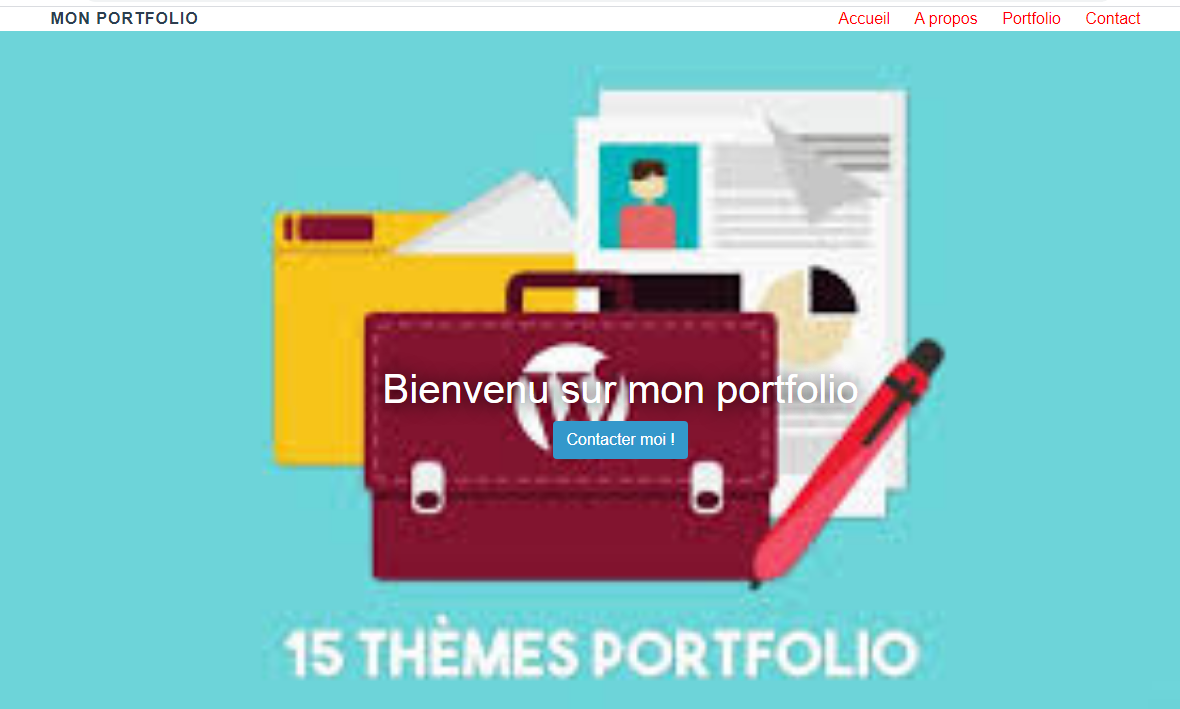 MON PORTFOLIO Accueil A propos Portfolio Contact
Bienvenu sur mon portfolio
Contacter moi !
15 THÈMES PORTFOLIO